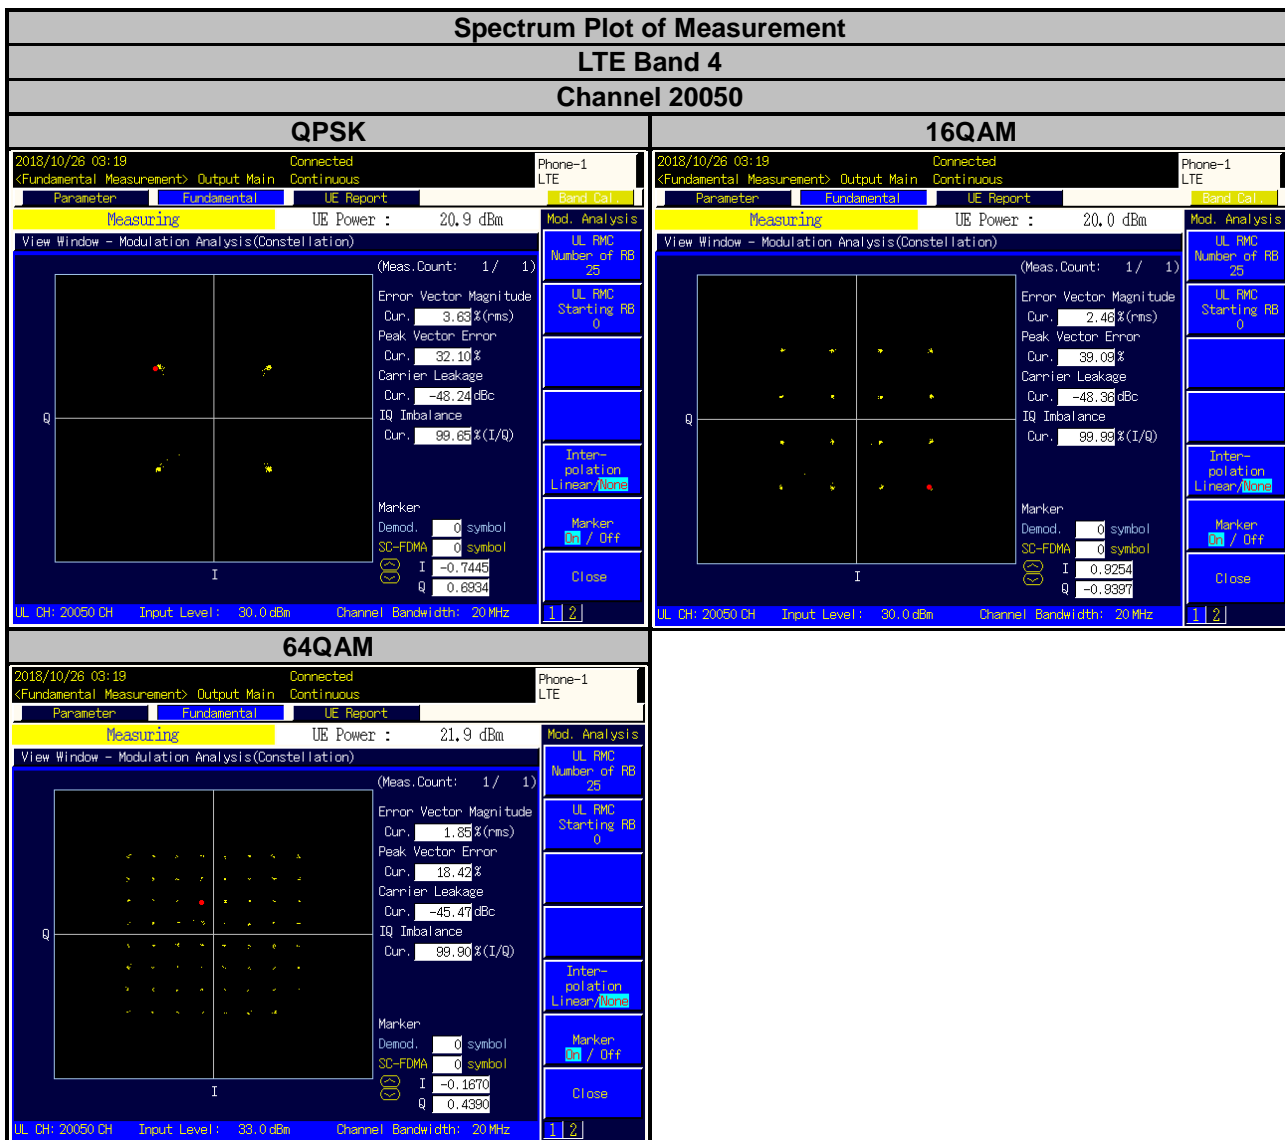 Spectrum Plot of Measurement
LTE Band 4
Channel 20050
QPSK
2018/10/26 03:19 Connected
<Fundamental Measurement> Output Main Continuous
Phone-1
LTE
Parameter Fundamental UE Report Band Cal.
Measuring UE Power : 20.9 dBm Mod. Analysis
View Window - Modulation Analysis(Constellation)
(Meas.Count: 1/ 1)
Error Vector Magnitude
Cur. 3.63 %(rms)
Peak Vector Error
Cur. 32.10 %
Carrier Leakage
Cur. -48.24 dBc
IQ Imbalance
Cur. 99.65 %(I/Q)
Marker
Demod. 0 symbol
SC-FDMA 0 symbol
I -0.7445
Q 0.6934
Q
I
UL RMC
Number of RB
25
UL RMC
Starting RB
0
Inter-
polation
Linear/None
Marker
On / Off
Close
UL CH: 20050 CH Input Level: 30.0 dBm Channel Bandwidth: 20 MHz
1 2
16QAM
2018/10/26 03:19 Connected
<Fundamental Measurement> Output Main Continuous
Phone-1
LTE
Parameter Fundamental UE Report Band Cal.
Measuring UE Power : 20.0 dBm Mod. Analysis
View Window - Modulation Analysis(Constellation)
(Meas.Count: 1/ 1)
Error Vector Magnitude
Cur. 2.46 %(rms)
Peak Vector Error
Cur. 39.09 %
Carrier Leakage
Cur. -48.36 dBc
IQ Imbalance
Cur. 99.99 %(I/Q)
Marker
Demod. 0 symbol
SC-FDMA 0 symbol
I 0.9254
Q -0.9397
Q
I
UL RMC
Number of RB
25
UL RMC
Starting RB
0
Inter-
polation
Linear/None
Marker
On / Off
Close
UL CH: 20050 CH Input Level: 30.0 dBm Channel Bandwidth: 20 MHz
1 2
64QAM
2018/10/26 03:19 Connected
<Fundamental Measurement> Output Main Continuous
Phone-1
LTE
Parameter Fundamental UE Report
Measuring UE Power : 21.9 dBm Mod. Analysis
View Window - Modulation Analysis(Constellation)
(Meas.Count: 1/ 1)
Error Vector Magnitude
Cur. 1.85 %(rms)
Peak Vector Error
Cur. 18.42 %
Carrier Leakage
Cur. -45.47 dBc
IQ Imbalance
Cur. 99.90 %(I/Q)
Marker
Demod. 0 symbol
SC-FDMA 0 symbol
I -0.1670
Q 0.4390
Q
I
UL RMC
Number of RB
25
UL RMC
Starting RB
0
Inter-
polation
Linear/None
Marker
On / Off
Close
UL CH: 20050 CH Input Level: 33.0 dBm Channel Bandwidth: 20 MHz
1 2